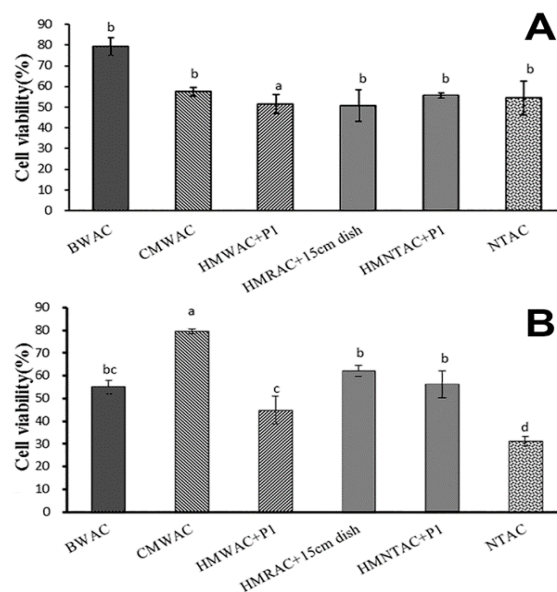 A
Cell viability(%)
90
80
70
60
50
40
30
20
10
0
b
b
a
b
b
b
BWAC
CMWAC
HMWAC+P1
HMRAC+15cm dish
HMNTAC+P1
NTAC
B
Cell viability(%)
90
80
70
60
50
40
30
20
10
0
bc
a
c
b
b
d
BWAC
CMWAC
HMWAC+P1
HMRAC+15cm dish
HMNTAC+P1
NTAC